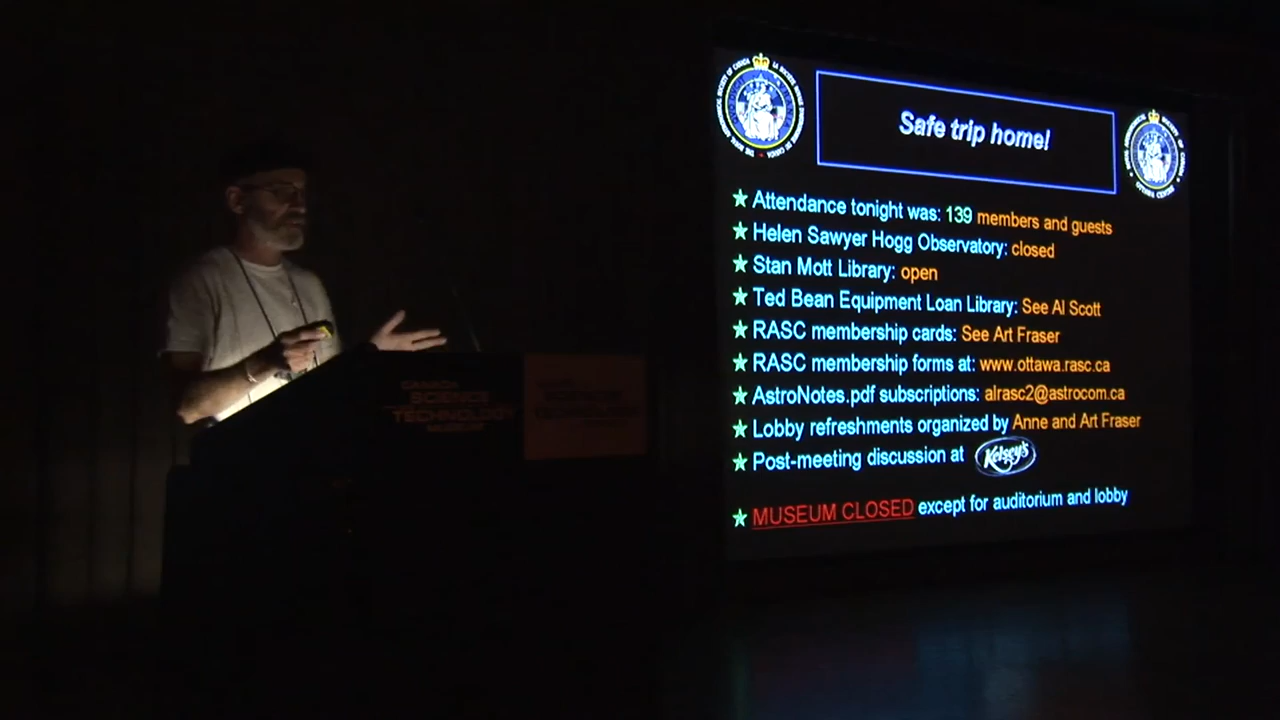 Safe trip home!
Attendance tonight was: 139 members and guests
Helen Sawyer Hogg Observatory: closed
Stan Mott Library: open
Ted Bean Equipment Loan Library: See Al Scott
RASC membership cards: See Art Fraser
RASC membership forms at: www.ottawa.rasc.ca
AstroNotes.pdf subscriptions: alrasc2@astrocom.ca
Lobby refreshments organized by Anne and Art Fraser
Post-meeting discussion at Kelsey's
MUSEUM CLOSED except for auditorium and lobby
CANADA
SCIENCE
TECHNOLOGY